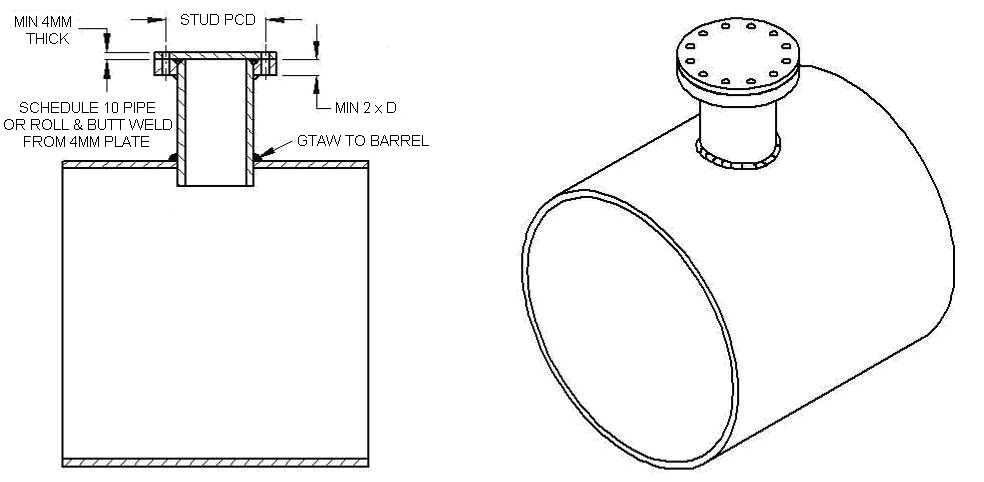 MIN 4MM
THICK
STUD PCD
SCHEDULE 10 PIPE
OR ROLL & BUTT WELD
FROM 4MM PLATE
MIN 2 x D
GTAW TO BARREL